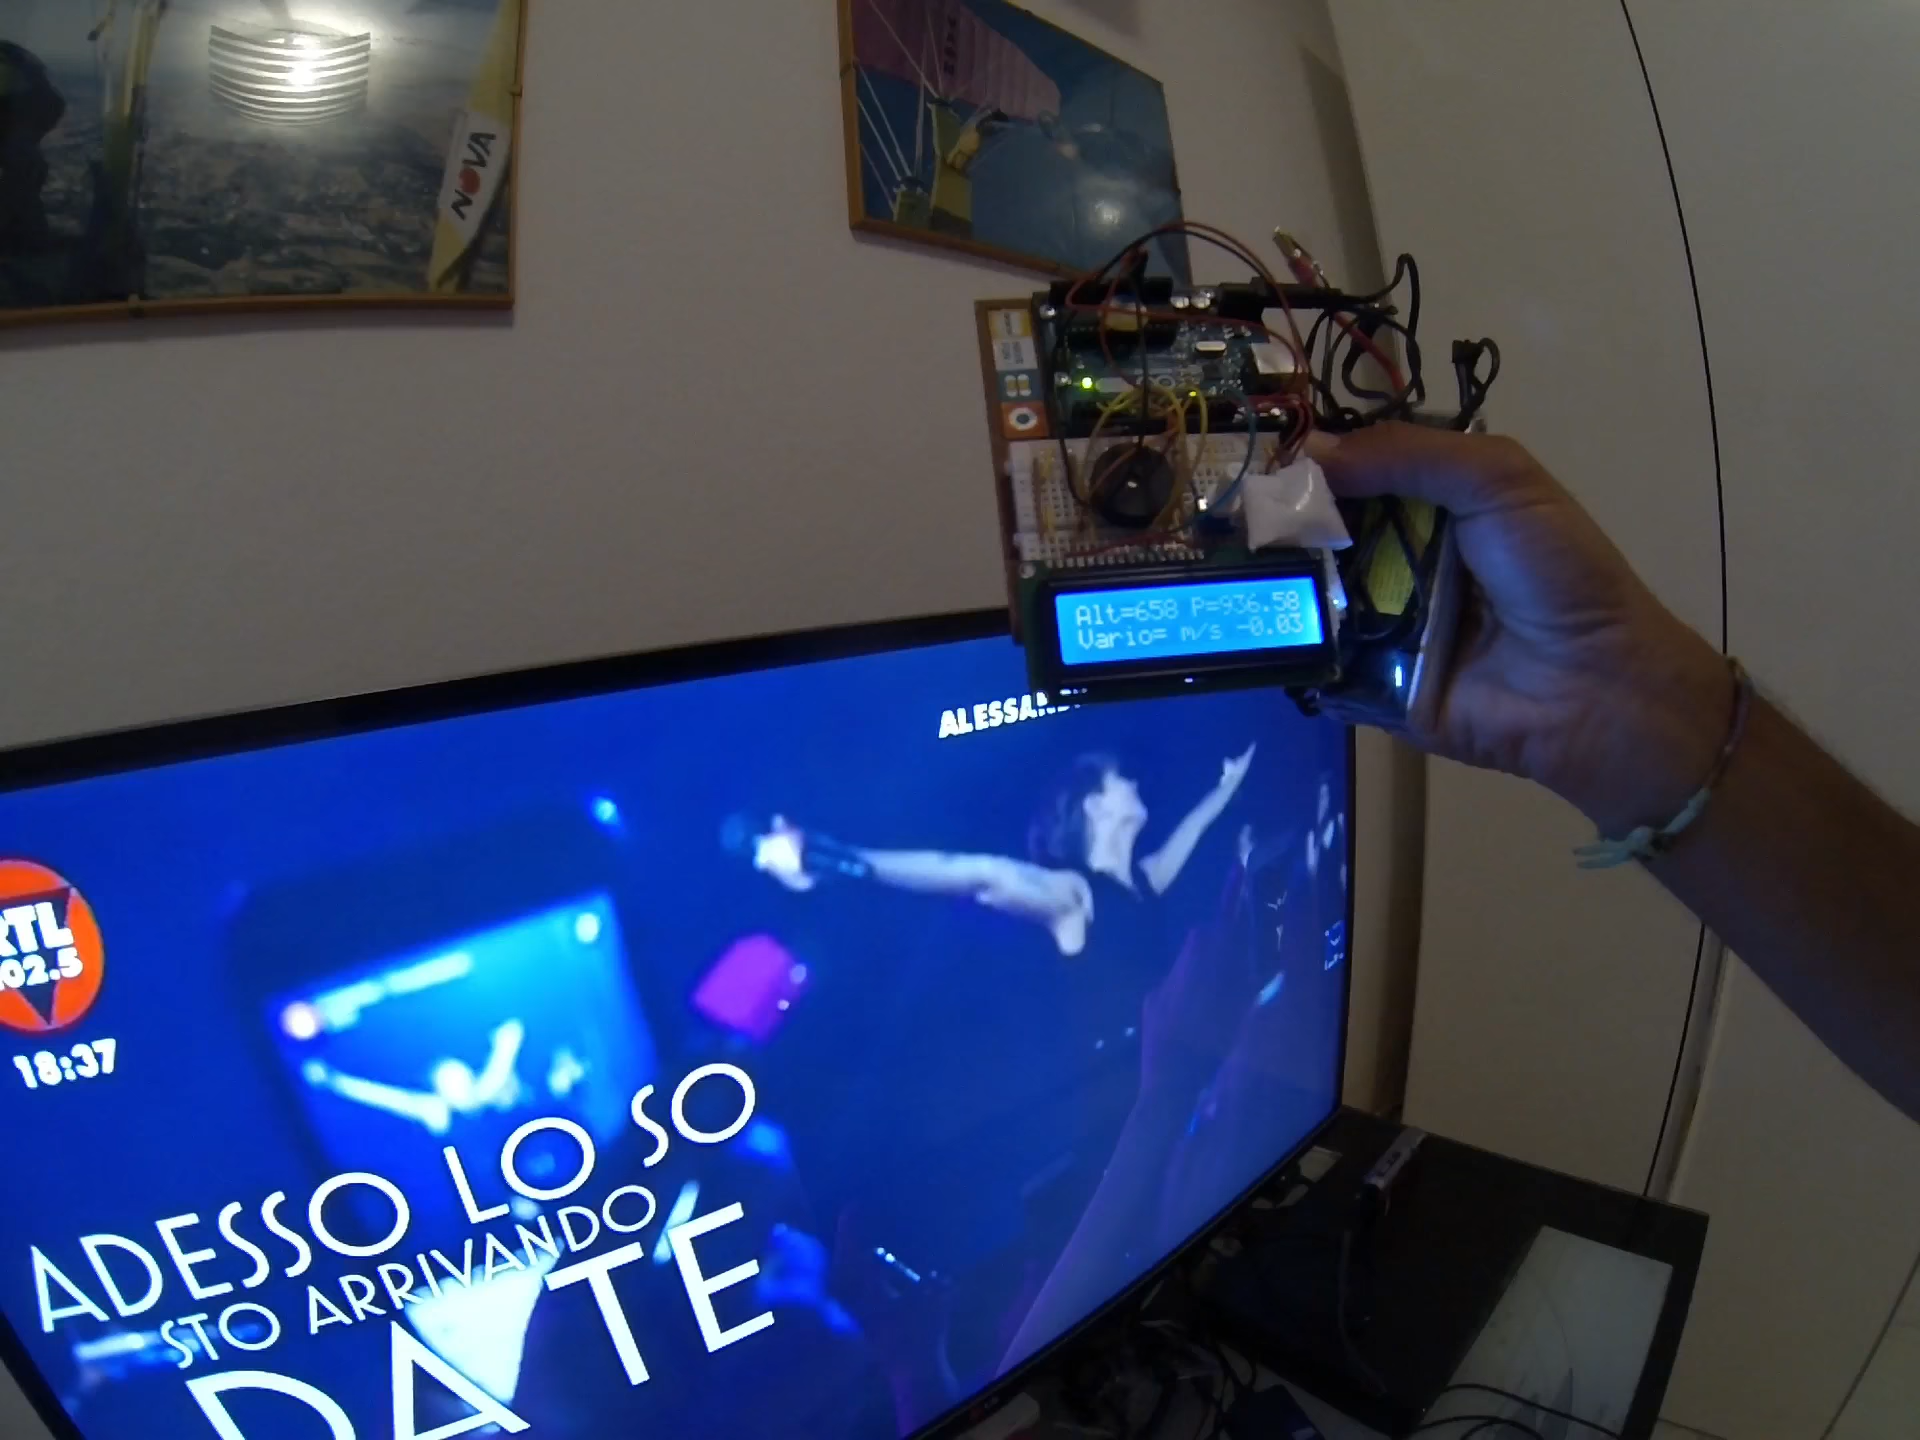 NOVA
Alt=658 P=936.58
Vario= m/s -0.03
RTL
102.5
18:37
ADESSO LO SO
STO ARRIVANDO
DA TE